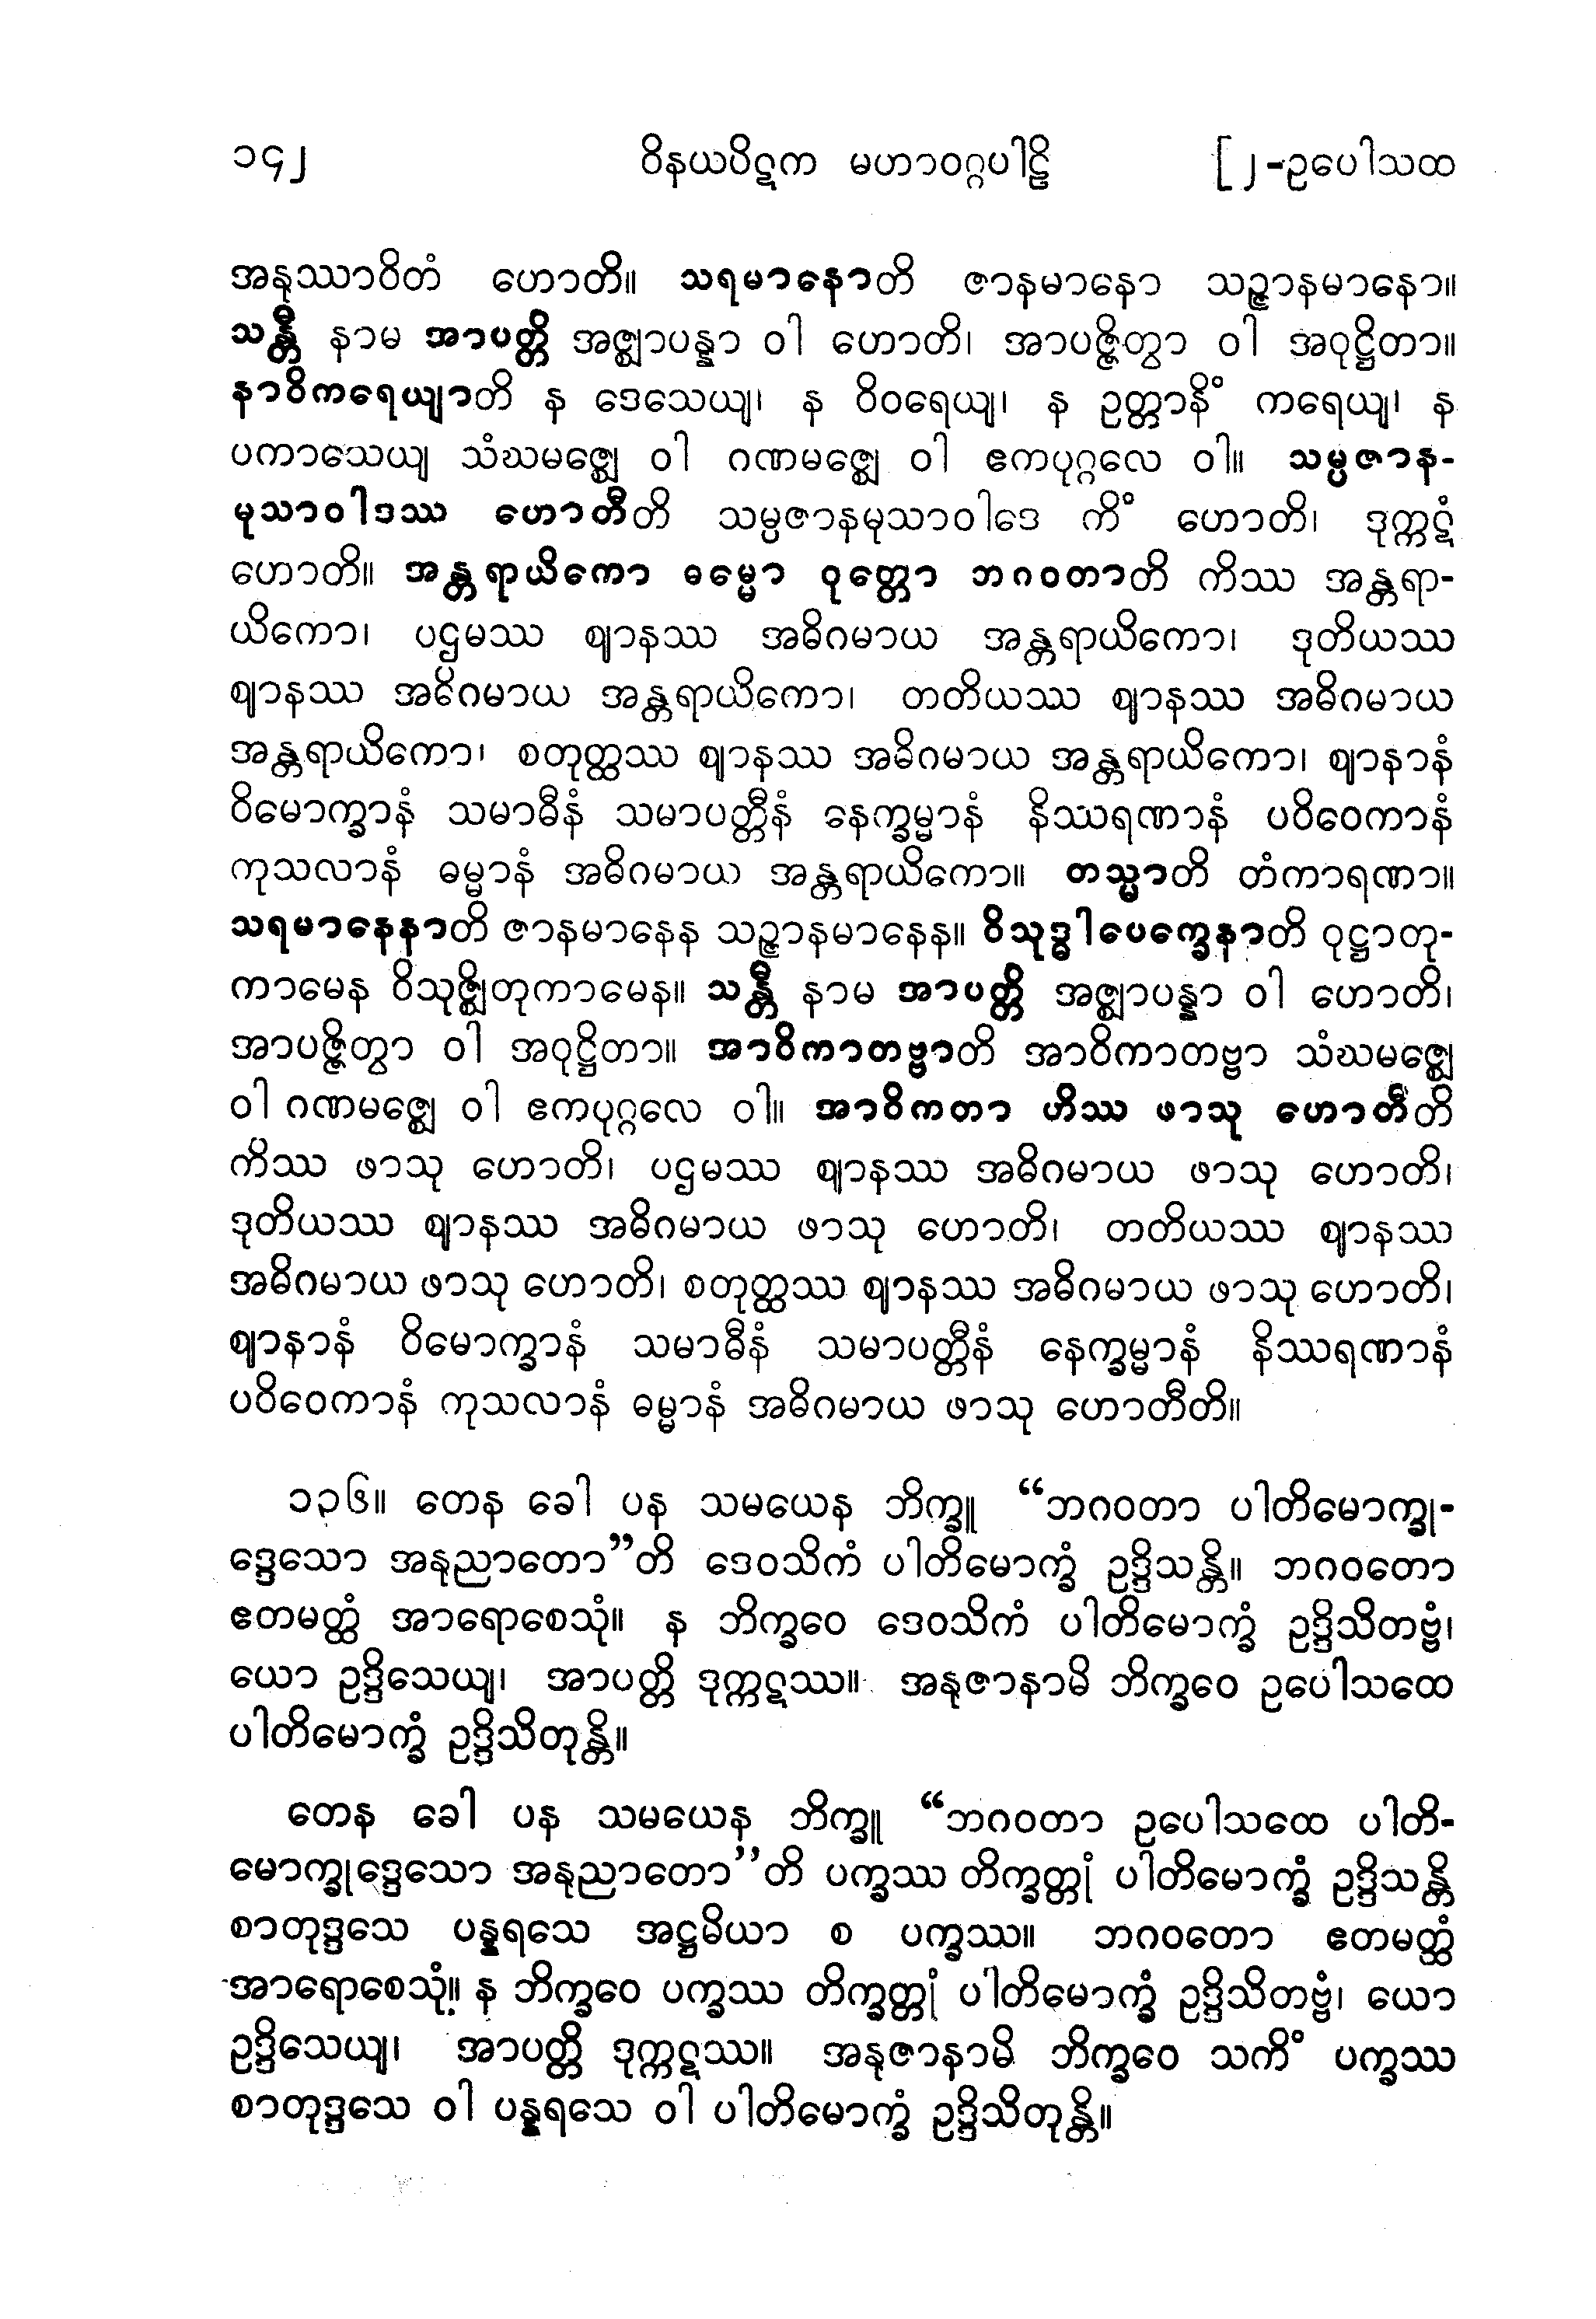 ၁၄၂ ဝိနယပိဋက မဟာဝဂ္ဂပါဠိ [၂-ဥပေါသထ
အနုဿာဝိတံ ဟောတိ။ သရမာနောတိ ဇာနမာနော သဉ္ဇာနမာနော။
သန္တီ နာမ အာပတ္တိ အဇ္ဈာပန္နာ ဝါ ဟောတိ၊ အာပဇ္ဇိတွာ ဝါ အဝုဋ္ဌိတာ။
နာဝိကရေယျာတိ န ဒေသေယျ၊ န ဝိဝရေယျ၊ န ဥတ္တာနိံ ကရေယျ၊ န
ပကာသေယျ သံဃမဇ္ဈေ ဝါ ဂဏမဇ္ဈေ ဝါ ဧကပုဂ္ဂလေ ဝါ။ သမ္ပဇာန-
မုသာဝါဒဿ ဟောတီတိ သမ္ပဇာနမုသာဝါဒေ ကိံ ဟောတိ၊ ဒုက္ကဋံ
ဟောတိ။ အန္တရာယိကော ဓမ္မော ဝုတ္တော ဘဂဝတာတိ ကိဿ အန္တရာ-
ယိကော၊ ပဌမဿ ဈာနဿ အဓိဂမာယ အန္တရာယိကော၊ ဒုတိယဿ
ဈာနဿ အဓိဂမာယ အန္တရာယိကော၊ တတိယဿ ဈာနဿ အဓိဂမာယ
အန္တရာယိကော၊ စတုတ္ထဿ ဈာနဿ အဓိဂမာယ အန္တရာယိကော၊ ဈာနာနံ
ဝိမောက္ခာနံ သမာဓီနံ သမာပတ္တီနံ နေက္ခမ္မာနံ နိဿရဏာနံ ပဝိဝေကာနံ
ကုသလာနံ ဓမ္မာနံ အဓိဂမာယ အန္တရာယိကော။ တသ္မာတိ တံကာရဏာ။
သရမာနေနာတိ ဇာနမာနေန သဉ္ဇာနမာနေန။ ဝိသုဒ္ဓါပေက္ခေနာတိ ဝုဋ္ဌာတု-
ကာမေန ဝိသုဇ္ဈိတုကာမေန။ သန္တီ နာမ အာပတ္တိ အဇ္ဈာပန္နာ ဝါ ဟောတိ၊
အာပဇ္ဇိတွာ ဝါ အဝုဋ္ဌိတာ။ အာဝိကာတဗ္ဗာတိ အာဝိကာတဗ္ဗာ သံဃမဇ္ဈေ
ဝါ ဂဏမဇ္ဈေ ဝါ ဧကပုဂ္ဂလေ ဝါ။ အာဝိကတာ ဟိဿ ဖာသု ဟောတီတိ
ကိဿ ဖာသု ဟောတိ၊ ပဌမဿ ဈာနဿ အဓိဂမာယ ဖာသု ဟောတိ၊
ဒုတိယဿ ဈာနဿ အဓိဂမာယ ဖာသု ဟောတိ၊ တတိယဿ ဈာနဿ
အဓိဂမာယ ဖာသု ဟောတိ၊ စတုတ္ထဿ ဈာနဿ အဓိဂမာယ ဖာသု ဟောတိ၊
ဈာနာနံ ဝိမောက္ခာနံ သမာဓီနံ သမာပတ္တီနံ နေက္ခမ္မာနံ နိဿရဏာနံ
ပဝိဝေကာနံ ကုသလာနံ ဓမ္မာနံ အဓိဂမာယ ဖာသု ဟောတီတိ။
၁၃၆။ တေန ခေါ ပန သမယေန ဘိက္ခူ “ဘဂဝတာ ပါတိမောက္ခု-
ဒ္ဒေသော အနုညာတော”တိ ဒေဝသိကံ ပါတိမောက္ခံ ဥဒ္ဒိသန္တိ။ ဘဂဝတော
ဧတမတ္ထံ အာရောစေသုံ။ န ဘိက္ခဝေ ဒေဝသိကံ ပါတိမောက္ခံ ဥဒ္ဒိသိတဗ္ဗံ၊
ယော ဥဒ္ဒိသေယျ၊ အာပတ္တိ ဒုက္ကဋဿ။ အနုဇာနာမိ ဘိက္ခဝေ ဥပေါသထေ
ပါတိမောက္ခံ ဥဒ္ဒိသိတုန္တိ။
တေန ခေါ ပန သမယေန ဘိက္ခူ “ဘဂဝတာ ဥပေါသထေ ပါတိ-
မောက္ခုဒ္ဒေသော အနုညာတော”တိ ပက္ခဿ တိက္ခတ္တုံ ပါတိမောက္ခံ ဥဒ္ဒိသန္တိ
စာတုဒ္ဒသေ ပန္နရသေ အဋ္ဌမိယာ စ ပက္ခဿ။ ဘဂဝတော ဧတမတ္ထံ
အာရောစေသုံ။ န ဘိက္ခဝေ ပက္ခဿ တိက္ခတ္တုံ ပါတိမောက္ခံ ဥဒ္ဒိသိတဗ္ဗံ၊ ယော
ဥဒ္ဒိသေယျ၊ အာပတ္တိ ဒုက္ကဋဿ။ အနုဇာနာမိ ဘိက္ခဝေ သကိံ ပက္ခဿ
စာတုဒ္ဒသေ ဝါ ပန္နရသေ ဝါ ပါတိမောက္ခံ ဥဒ္ဒိသိတုန္တိ။